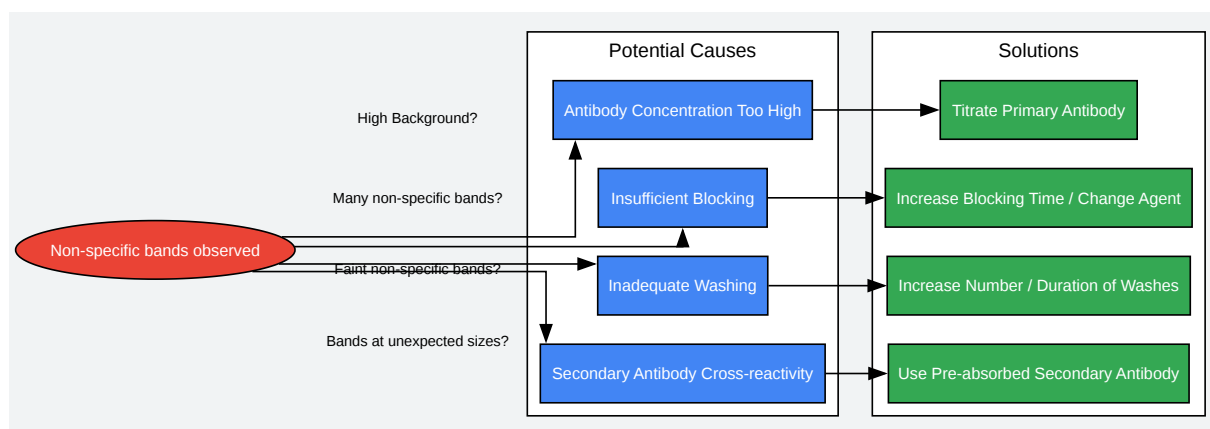 Potential Causes
Solutions
Antibody Concentration Too High
Titrate Primary Antibody
High Background?
Many non-specific bands?
Insufficient Blocking
Increase Blocking Time / Change Agent
Non-specific bands observed
Faint non-specific bands?
Inadequate Washing
Increase Number / Duration of Washes
Bands at unexpected sizes?
Secondary Antibody Cross-reactivity
Use Pre-absorbed Secondary Antibody